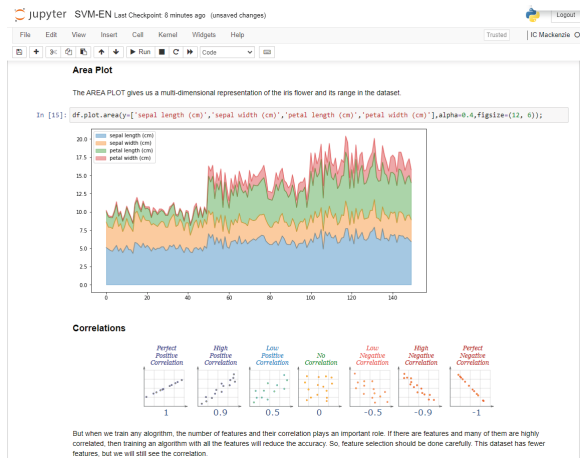 jupyter SVM-EN Last Checkpoint: 8 minutes ago (unsaved changes)
Logout
File Edit View Insert Cell Kernel Widgets Help
Trusted
IC Mackenzie O
Run
Code
Area Plot
The AREA PLOT gives us a multi-dimensional representation of the iris flower and its range in the dataset.
In [15]: df.plot.area(y=['sepal length (cm)','sepal width (cm)','petal length (cm)','petal width (cm)'],alpha=0.4,figsize=(12, 6));
sepal length (cm)
sepal width (cm)
petal length (cm)
petal width (cm)
20.0
17.5
15.0
12.5
10.0
7.5
5.0
2.5
0.0
0 20 40 60 80 100 120 140
Correlations
Perfect High Low No Low High Perfect
Positive Positive Positive Correlation Negative Negative Negative
Correlation Correlation Correlation Correlation Correlation Correlation
1 0.9 0.5 0 -0.5 -0.9 -1
But when we train any alogrithm, the number of features and their correlation plays an important role. If there are features and many of them are highly
correlated, then training an algorithm with all the features will reduce the accuracy. So, feature selection should be done carefully. This dataset has fewer
features, but we will still see the correlation.